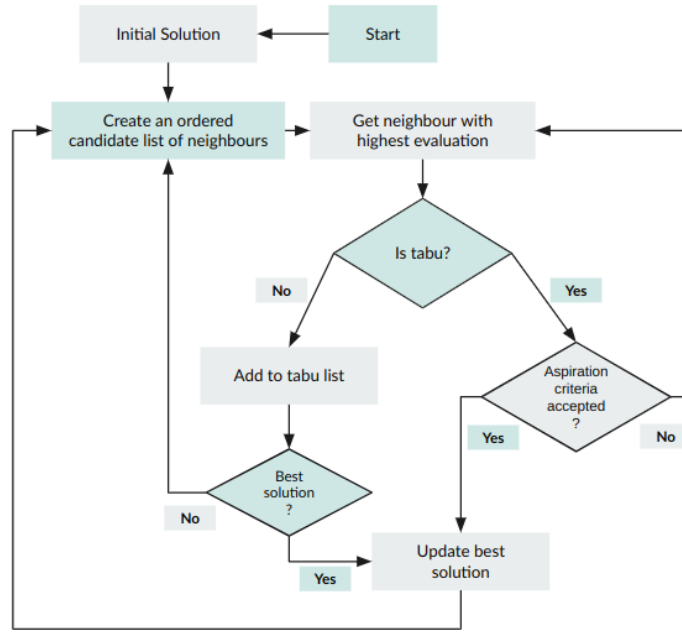 Initial Solution
Start
Create an ordered
candidate list of neighbours
Get neighbour with
highest evaluation
Is tabu?
No
Yes
Add to tabu list
Aspiration
criteria
accepted
?
Yes
No
Best
solution
?
No
Yes
Update best
solution